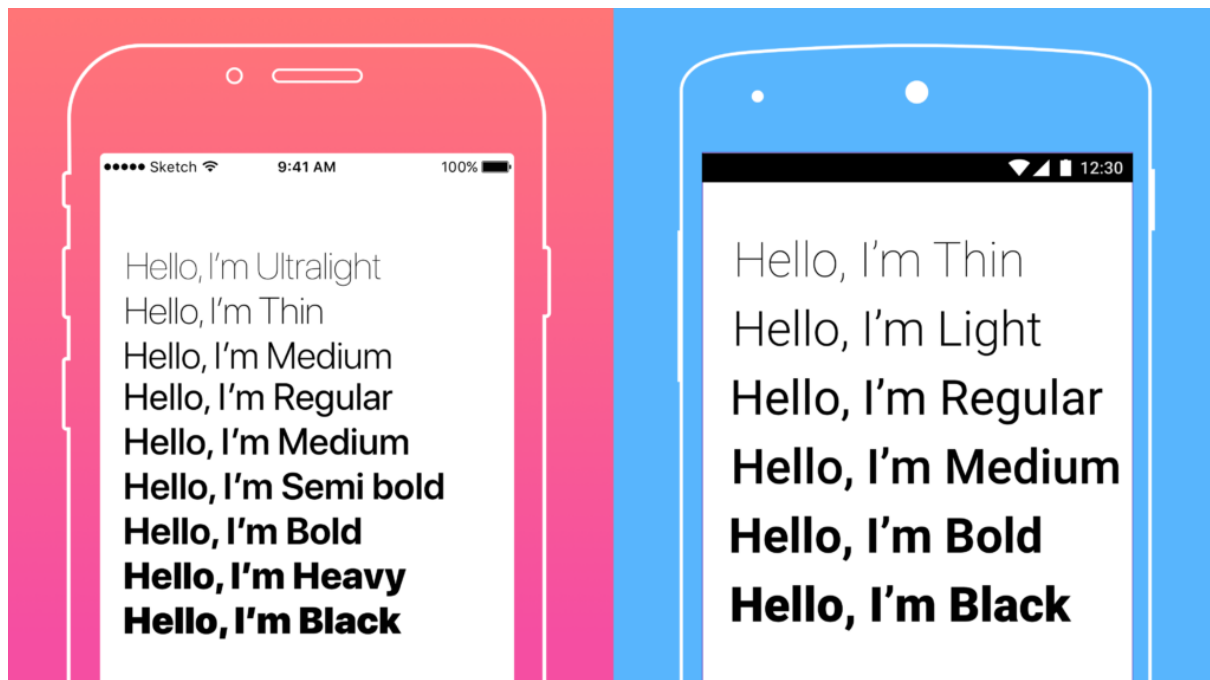 ●●●●● Sketch 9:41 AM 100%
Hello, I’m Ultralight
Hello, I’m Thin
Hello, I’m Medium
Hello, I’m Regular
Hello, I’m Medium
Hello, I’m Semi bold
Hello, I’m Bold
Hello, I’m Heavy
Hello, I’m Black
12:30
Hello, I’m Thin
Hello, I’m Light
Hello, I’m Regular
Hello, I’m Medium
Hello, I’m Bold
Hello, I’m Black